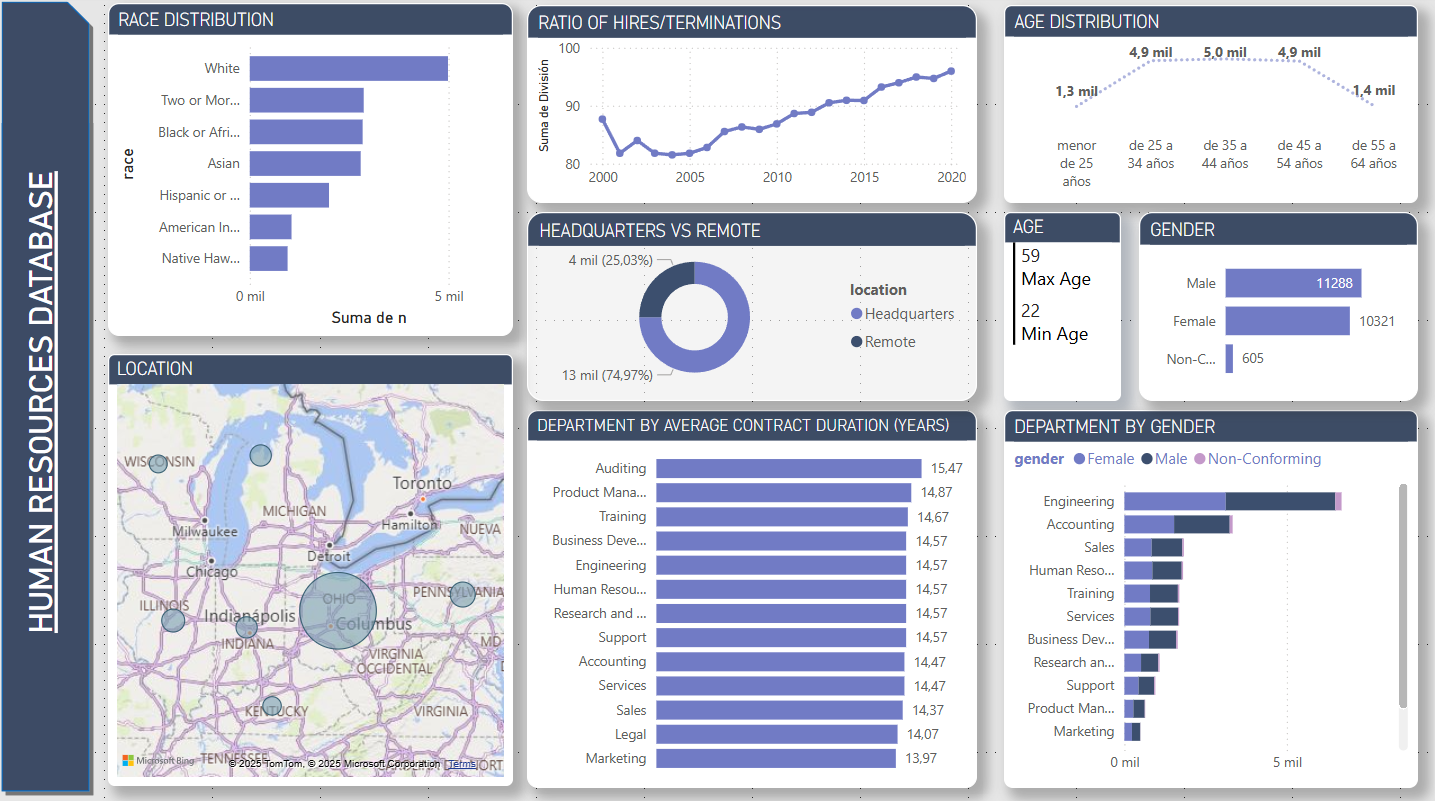 HUMAN RESOURCES DATABASE
RACE DISTRIBUTION
race
White
Two or Mor...
Black or Afri...
Asian
Hispanic or ...
American In...
Native Haw...
0 mil
5 mil
Suma de n
RATIO OF HIRES/TERMINATIONS
Suma de División
100
90
80
2000
2005
2010
2015
2020
AGE DISTRIBUTION
1,3 mil
4,9 mil
5,0 mil
4,9 mil
1,4 mil
menor
de 25
años
de 25 a
34 años
de 35 a
44 años
de 45 a
54 años
de 55 a
64 años
HEADQUARTERS VS REMOTE
4 mil (25,03%)
13 mil (74,97%)
location
Headquarters
Remote
AGE
59
Max Age
22
Min Age
GENDER
Male
11288
Female
10321
Non-C...
605
LOCATION
WISCONSIN
Toronto
MICHIGAN
Hamilton
NUEVA
Milwaukee
Detroit
Chicago
ILLINOIS
OHIO
PENNSYLVANIA
Indianápolis
Columbus
INDIANA
MD
VIRGINIA
OCCIDENTAL
KENTUCKY
VIRGINIA
TENNESSEE
Microsoft Bing
© 2025 TomTom, © 2025 Microsoft Corporation Terms
DEPARTMENT BY AVERAGE CONTRACT DURATION (YEARS)
Auditing 15,47
Product Mana... 14,87
Training 14,67
Business Deve... 14,57
Engineering 14,57
Human Resou... 14,57
Research and ... 14,57
Support 14,57
Accounting 14,47
Services 14,47
Sales 14,37
Legal 14,07
Marketing 13,97
DEPARTMENT BY GENDER
gender Female Male Non-Conforming
Engineering
Accounting
Sales
Human Reso...
Training
Services
Business Dev...
Research an...
Support
Product Man...
Marketing
0 mil
5 mil